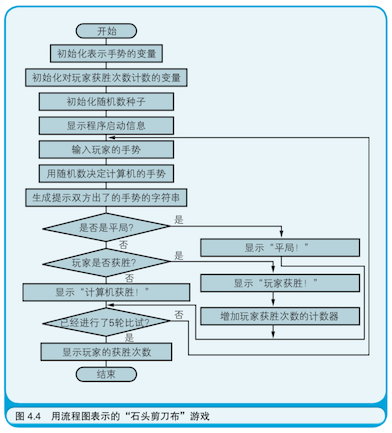 开始
初始化表示手势的变量
初始化对玩家获胜次数计数的变量
初始化随机数种子
显示程序启动信息
输入玩家的手势
用随机数决定计算机的手势
生成提示双方出了的手势的字符串
是否是平局?
是
否
显示“平局!”
玩家是否获胜?
是
否
显示“玩家获胜!”
显示“计算机获胜!”
增加玩家获胜次数的计数器
已经进行了5轮比试?
否
是
显示玩家的获胜次数
结束
图 4.4 用流程图表示的“石头剪刀布”游戏